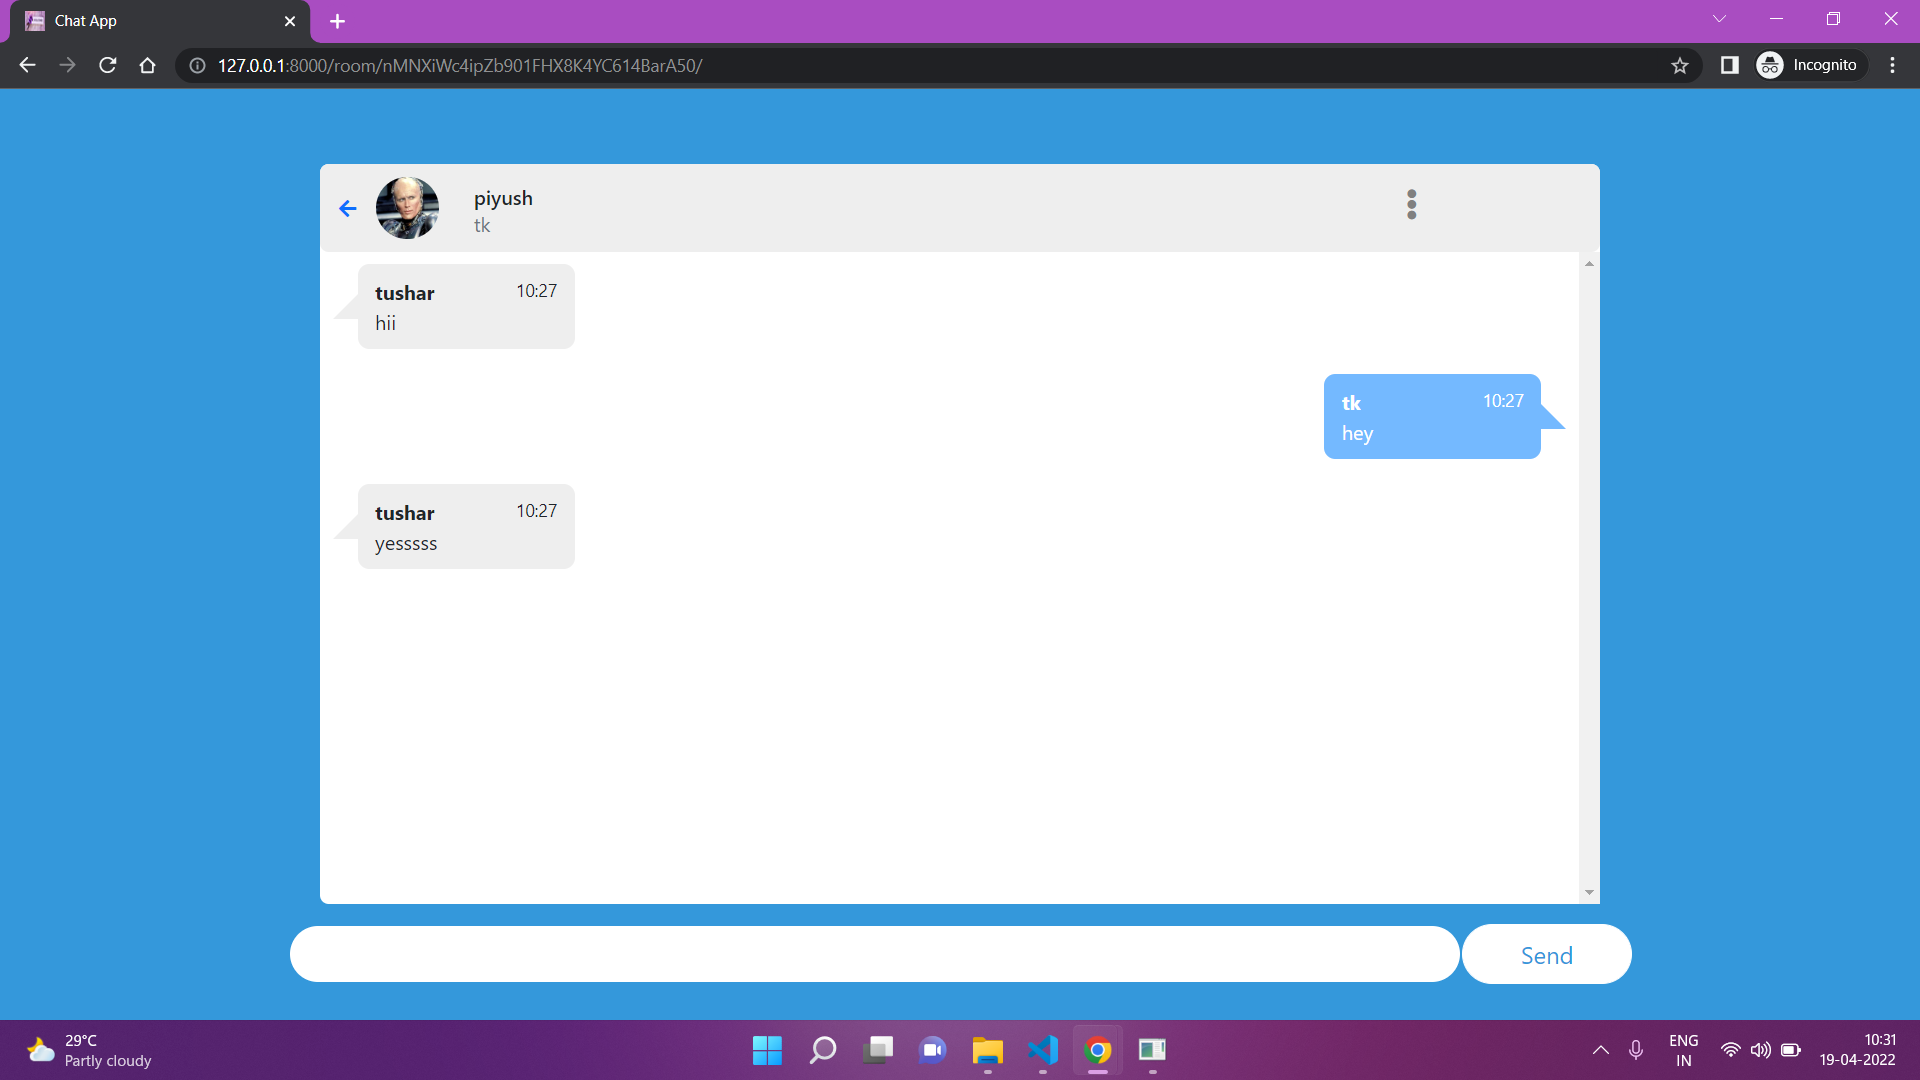 Chat App
127.0.0.1:8000/room/nMNXiWc4ipZb901FHX8K4YC614BarA50/
Incognito
piyush
tk
tushar 10:27
hii
tk 10:27
hey
tushar 10:27
yesssss
Send
29°C
Partly cloudy
ENG
IN
10:31
19-04-2022